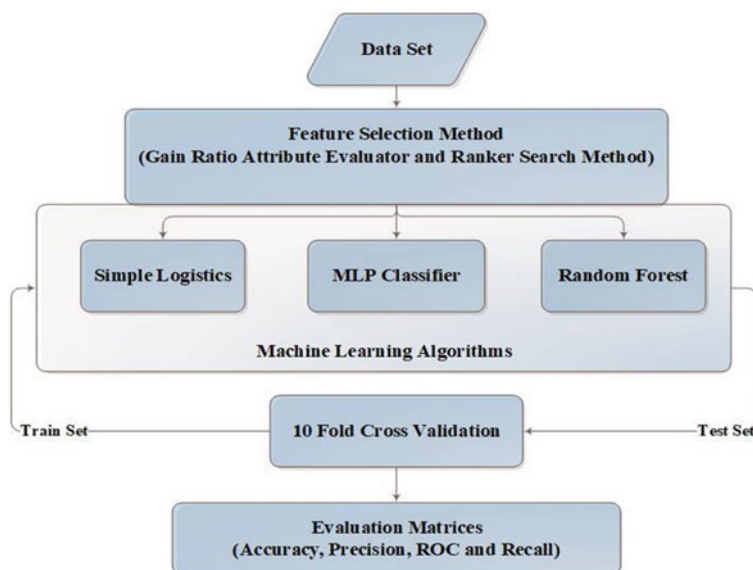 Data Set
Feature Selection Method
(Gain Ratio Attribute Evaluator and Ranker Search Method)
Simple Logistics
MLP Classifier
Random Forest
Machine Learning Algorithms
Train Set
10 Fold Cross Validation
Test Set
Evaluation Matrices
(Accuracy, Precision, ROC and Recall)